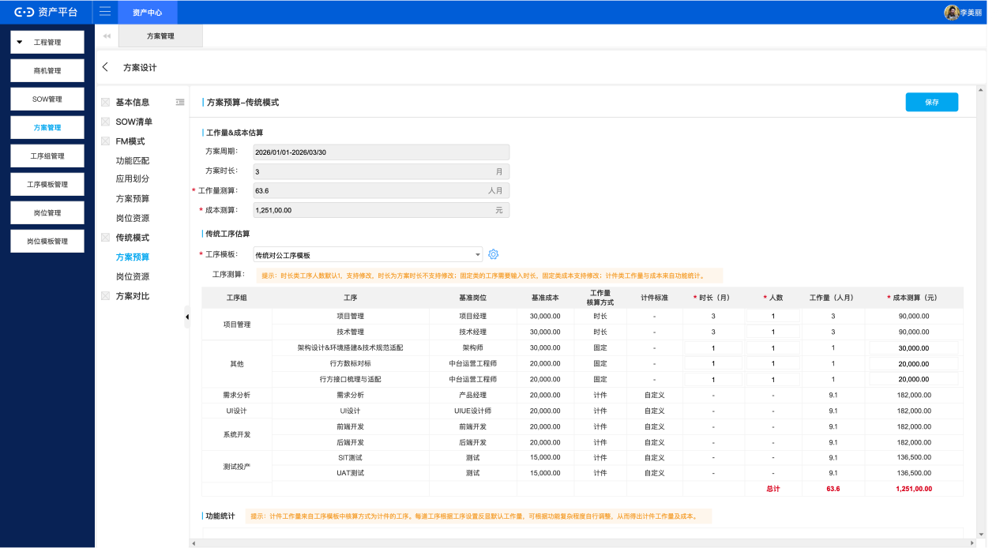 资产平台
资产中心
李美丽
工程管理
商机管理
SOW管理
方案管理
工序组管理
工序模板管理
岗位管理
岗位模板管理
方案管理
方案设计
基本信息
SOW清单
FM模式
功能匹配
应用划分
方案预算
岗位资源
传统模式
方案预算
岗位资源
方案对比
方案预算–传统模式
保存
工作量&成本估算
方案周期： 2026/01/01-2026/03/30
方案时长： 3 月
* 工作量测算： 63.6 人月
* 成本测算： 1,251,00.00 元
传统工序估算
* 工序模板： 传统对公工序模板
工序测算： 提示：时长类工序人数默认1，支持修改，时长为方案时长不支持修改；固定类的工序需要输入时长，固定类成本支持修改；计件类工作量与成本来自功能统计。
工序组 工序 基准岗位 基准成本 工作量核算方式 计件标准 * 时长（月） * 人数 工作量（人月） * 成本测算（元）
项目管理 项目管理 项目经理 30,000.00 时长 - 3 1 3 90,000.00
技术管理 技术经理 30,000.00 时长 - 3 1 3 90,000.00
其他 架构设计&环境搭建&技术规范适配 架构师 30,000.00 固定 - 1 1 1 30,000.00
行方数标对标 中台运营工程师 20,000.00 固定 - 1 1 1 20,000.00
行方接口梳理与适配 中台运营工程师 20,000.00 固定 - 1 1 1 20,000.00
需求分析 需求分析 产品经理 20,000.00 计件 自定义 - - 9.1 182,000.00
UI设计 UI设计 UIUE设计师 20,000.00 计件 自定义 - - 9.1 182,000.00
系统开发 前端开发 前端开发 20,000.00 计件 自定义 - - 9.1 182,000.00
后端开发 后端开发 20,000.00 计件 自定义 - - 9.1 182,000.00
测试投产 SIT测试 测试 15,000.00 计件 自定义 - - 9.1 136,500.00
UAT测试 测试 15,000.00 计件 自定义 - - 9.1 136,500.00
总计 63.6 1,251,00.00
功能统计 提示：计件工作量来自工序模板中核算方式为计件的工序。每道工序根据工序设置反显默认工作量，可根据功能复杂程度自行调整，从而得出计件工作量及成本。